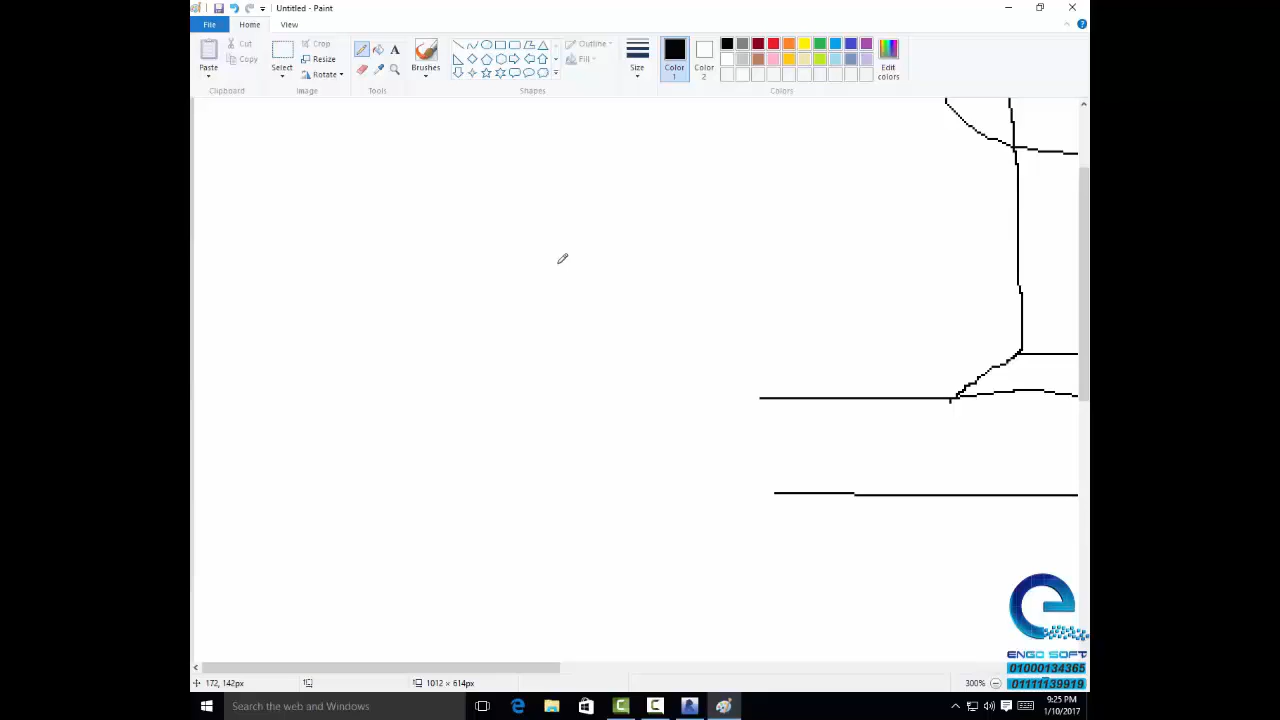 Untitled - Paint
File
Home
View
Paste
Cut
Copy
Clipboard
Select
Crop
Resize
Rotate
Image
A
Tools
Brushes
Shapes
Outline
Fill
Size
Color 1
Color 2
Edit colors
Colors
ENGO SOFT
01000134365
01111139919
172, 142px
1012 × 614px
300%
Search the web and Windows
9:25 PM
1/10/2017